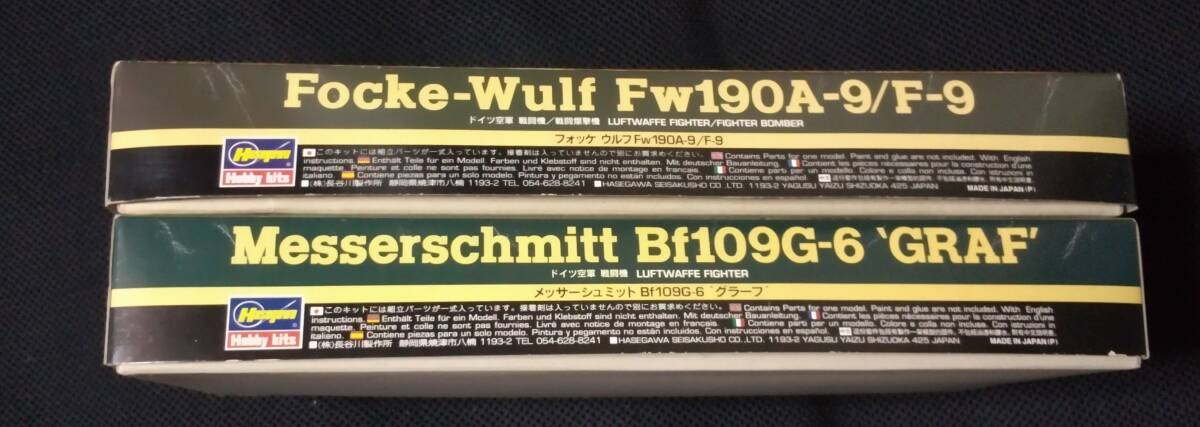 Focke-Wulf Fw190A-9/F-9
ドイツ空軍 戦闘機／戦闘爆撃機 LUFTWAFFE FIGHTER/FIGHTER BOMBER
フォッケ ウルフFw190A-9/F-9
Hasegawa
Hobby kits
このキットには組立パーツが一式入っています。接着剤は入っていませんので別にお買求めください。 Contains Parts for one model. Paint and glue are not included. With English
instructions. Enthält Teile für ein Modell. Farben und Klebstoff sind nicht enthalten. Mit deutscher Bauanleitung. Contient les pièces necessaires pour la construction d'une
maquette. Peinture et colle ne sont pas fournies. Livré avec notice de montage en français. Contiene parti per un modello. Colore e colla non inclusi. Con istruzioni in
italiano. Contiene piezas para un solo modelo. Pintura y pegamento no están incluidos. Con instrucciones en español.
■(株)長谷川製作所 静岡県焼津市八楠 1193-2 TEL 054-628-8241 ■HASEGAWA SEISAKUSHO CO.,LTD. 1193-2 YAGUSU YAIZU SHIZUOKA 425 JAPAN MADE IN JAPAN(P)
Messerschmitt Bf109G-6 'GRAF'
ドイツ空軍 戦闘機 LUFTWAFFE FIGHTER
メッサーシュミット Bf109G-6 'グラーフ'
Hasegawa
Hobby kits
このキットには組立パーツが一式入っています。接着剤は入っていませんので別にお買求めください。 Contains Parts for one model. Paint and glue are not included. With English
instructions. Enthält Teile für ein Modell. Farben und Klebstoff sind nicht enthalten. Mit deutscher Bauanleitung. Contient les pièces necessaires pour la construction d'une
maquette. Peinture et colle ne sont pas fournies. Livré avec notice de montage en français. Contiene parti per un modello. Colore e colla non inclusi. Con istruzioni in
italiano. Contiene piezas para un solo modelo. Pintura y pegamento no están incluidos. Con instrucciones en español.
■(株)長谷川製作所 静岡県焼津市八楠 1193-2 TEL 054-628-8241 ■HASEGAWA SEISAKUSHO CO.,LTD. 1193-2 YAGUSU YAIZU SHIZUOKA 425 JAPAN MADE IN JAPAN(P)